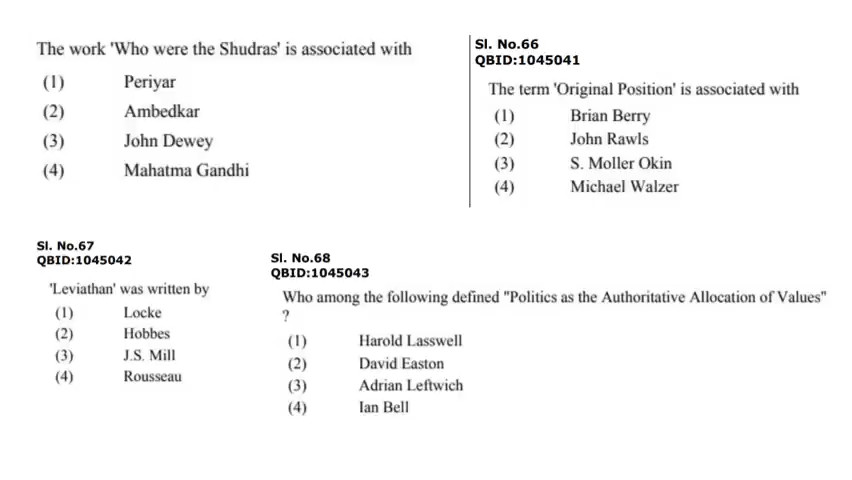 The work 'Who were the Shudras' is associated with
(1) Periyar
(2) Ambedkar
(3) John Dewey
(4) Mahatma Gandhi
Sl. No.66
QBID:1045041
The term 'Original Position' is associated with
(1) Brian Berry
(2) John Rawls
(3) S. Moller Okin
(4) Michael Walzer
Sl. No.67
QBID:1045042
'Leviathan' was written by
(1) Locke
(2) Hobbes
(3) J.S. Mill
(4) Rousseau
Sl. No.68
QBID:1045043
Who among the following defined "Politics as the Authoritative Allocation of Values"
?
(1) Harold Lasswell
(2) David Easton
(3) Adrian Leftwich
(4) Ian Bell